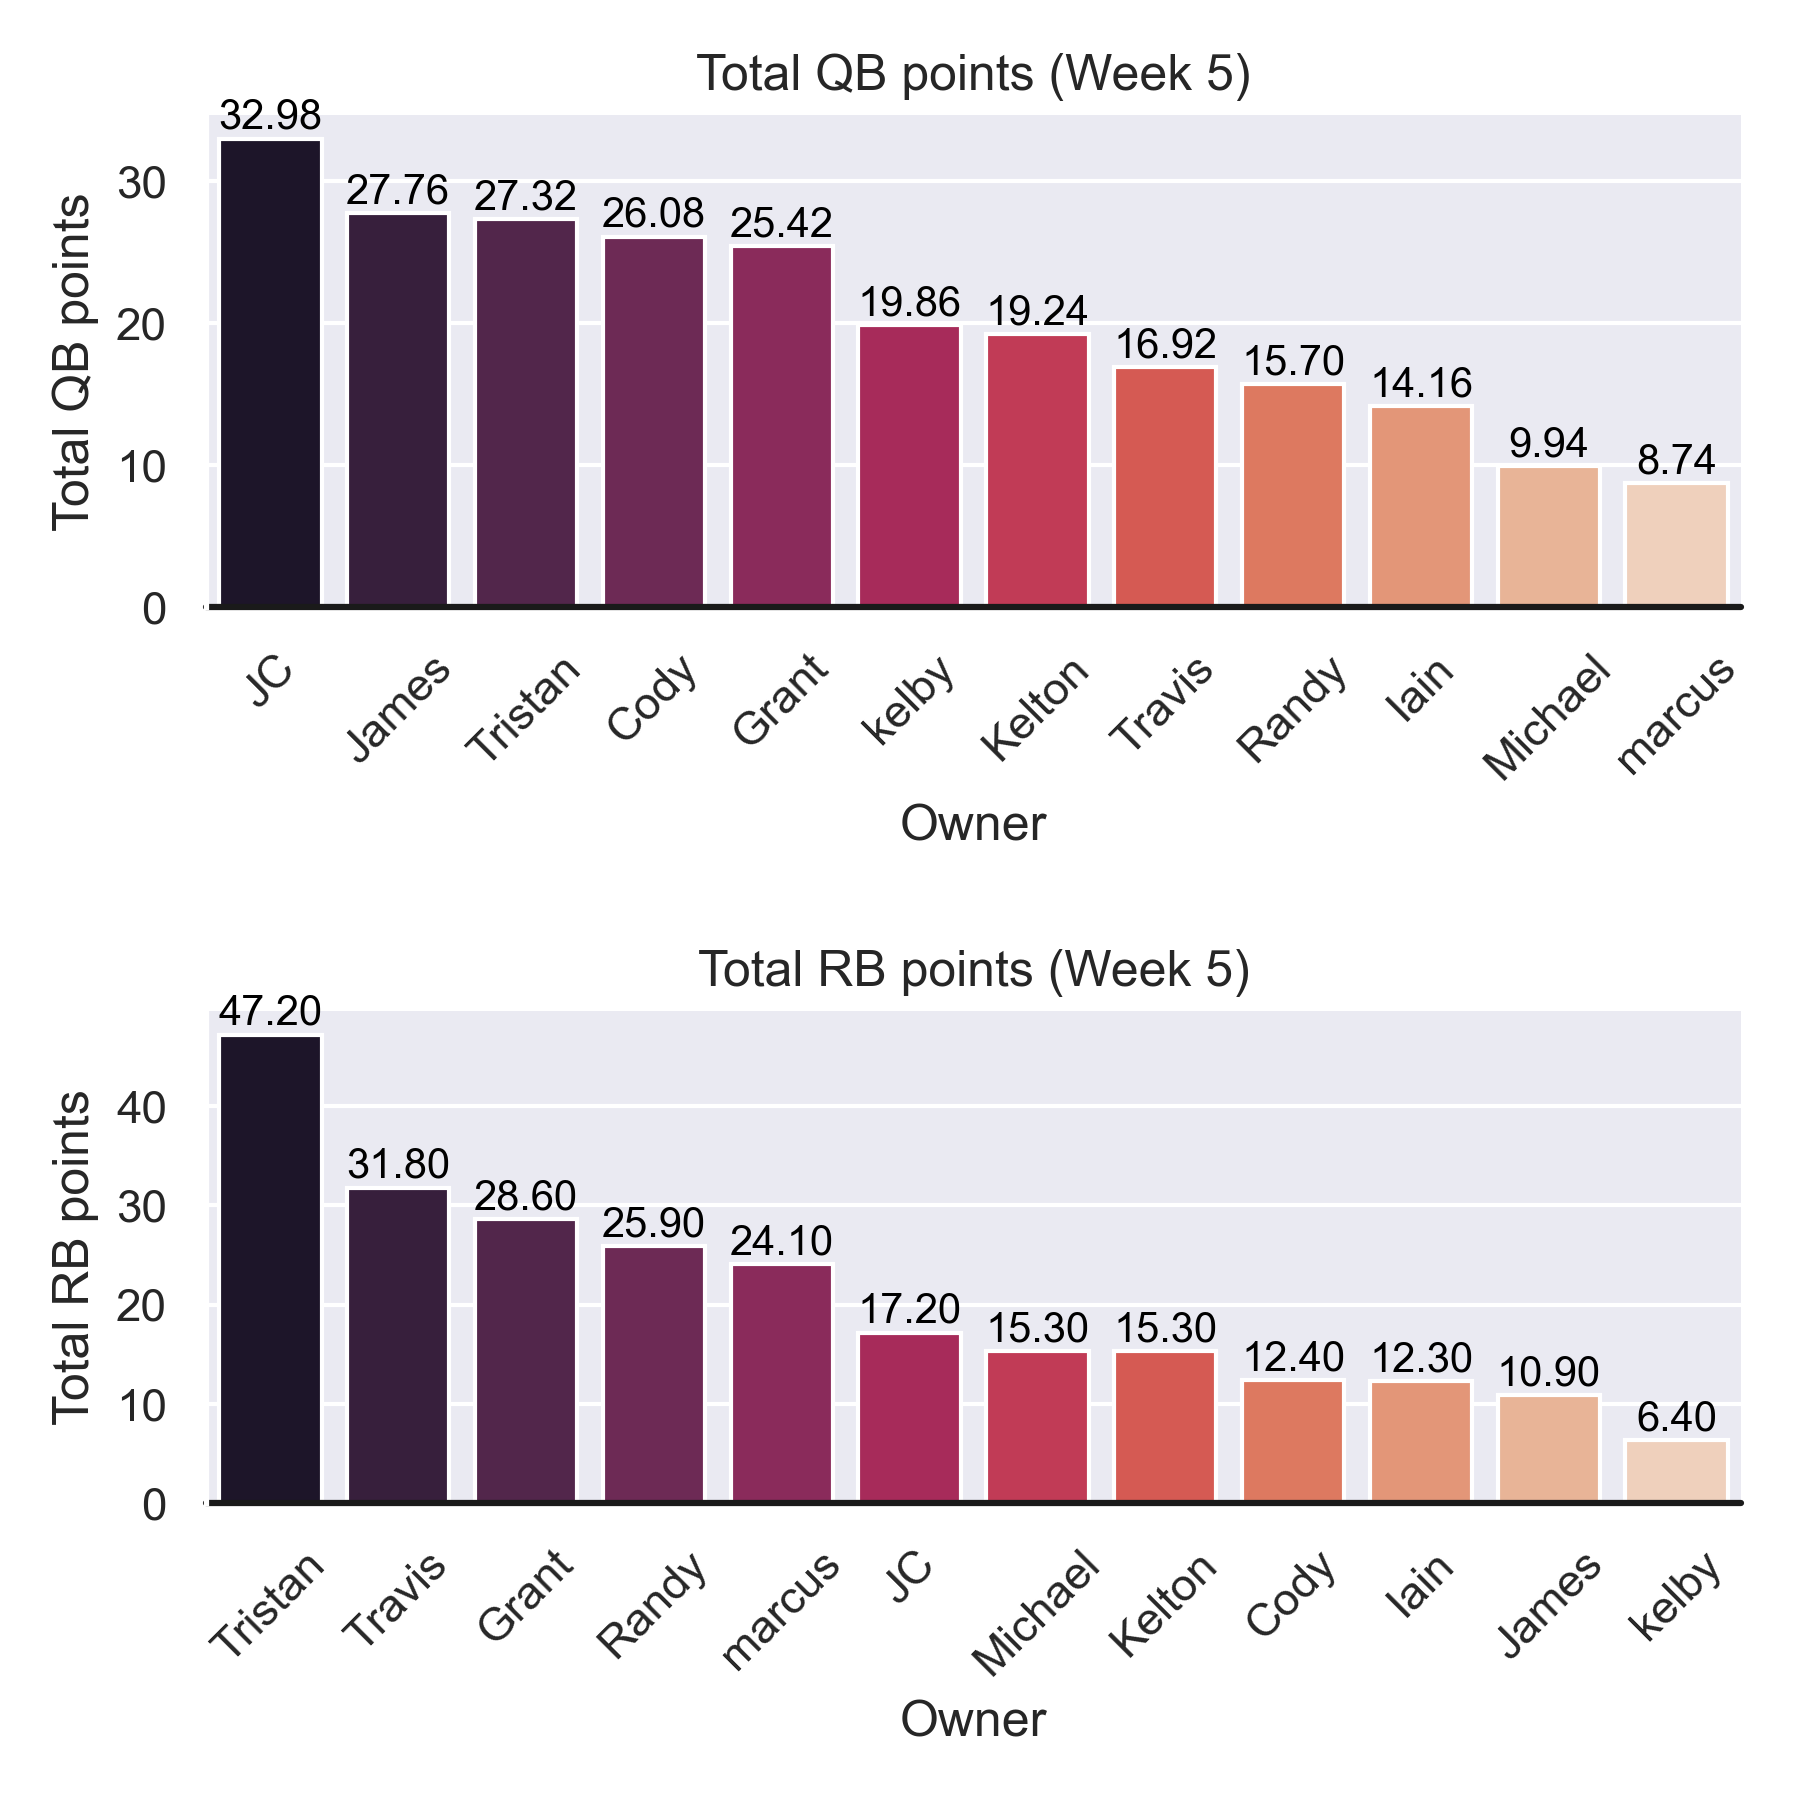 Total QB points (Week 5)
Total QB points
30
20
10
0
32.98
27.76
27.32
26.08
25.42
19.86
19.24
16.92
15.70
14.16
9.94
8.74
JC
James
Tristan
Cody
Grant
kelby
Kelton
Travis
Randy
Iain
Michael
marcus
Owner
Total RB points (Week 5)
Total RB points
40
30
20
10
0
47.20
31.80
28.60
25.90
24.10
17.20
15.30
15.30
12.40
12.30
10.90
6.40
Tristan
Travis
Grant
Randy
marcus
JC
Michael
Kelton
Cody
Iain
James
kelby
Owner